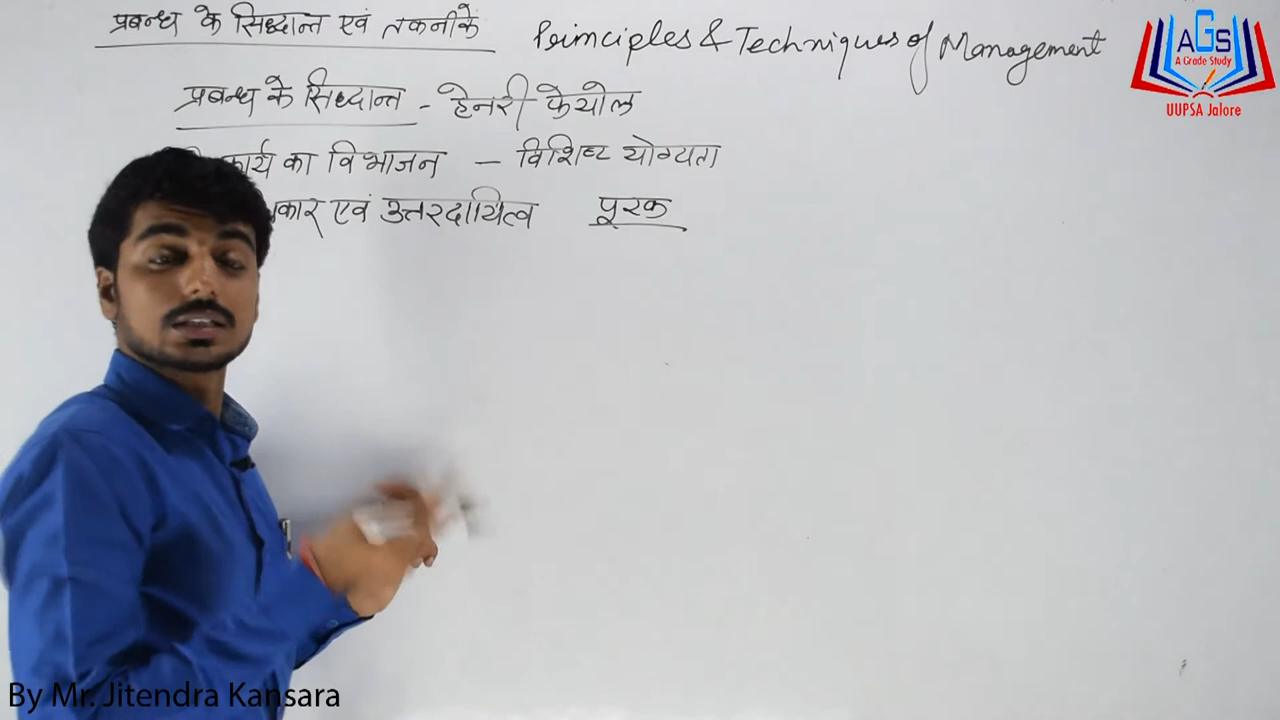 प्रबन्ध के सिद्धान्त एवं तकनीकें Principles & Techniques of Management
AGS
A Grade Study
UUPSA Jalore
प्रबन्ध के सिद्धान्त - हेनरी फेयोल
कार्य का विभाजन — विशिष्ट योग्यता
एवं उत्तरदायित्व पूरक
By Mr. Jitendra Kansara